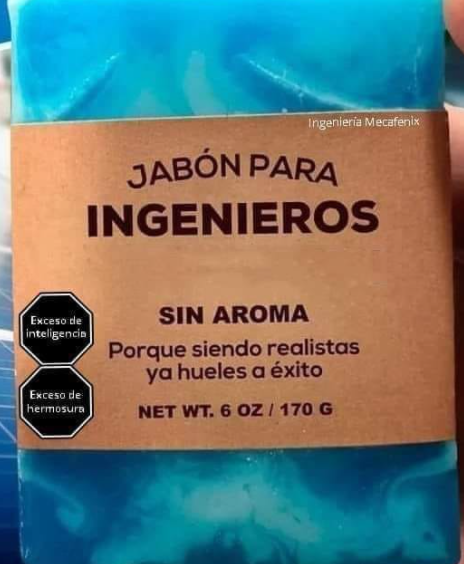 Ingeniería Mecafenix
JABÓN PARA
INGENIEROS
SIN AROMA
Porque siendo realistas
ya hueles a éxito
NET WT. 6 OZ / 170 G
Exceso de
inteligencia
Exceso de
hermosura